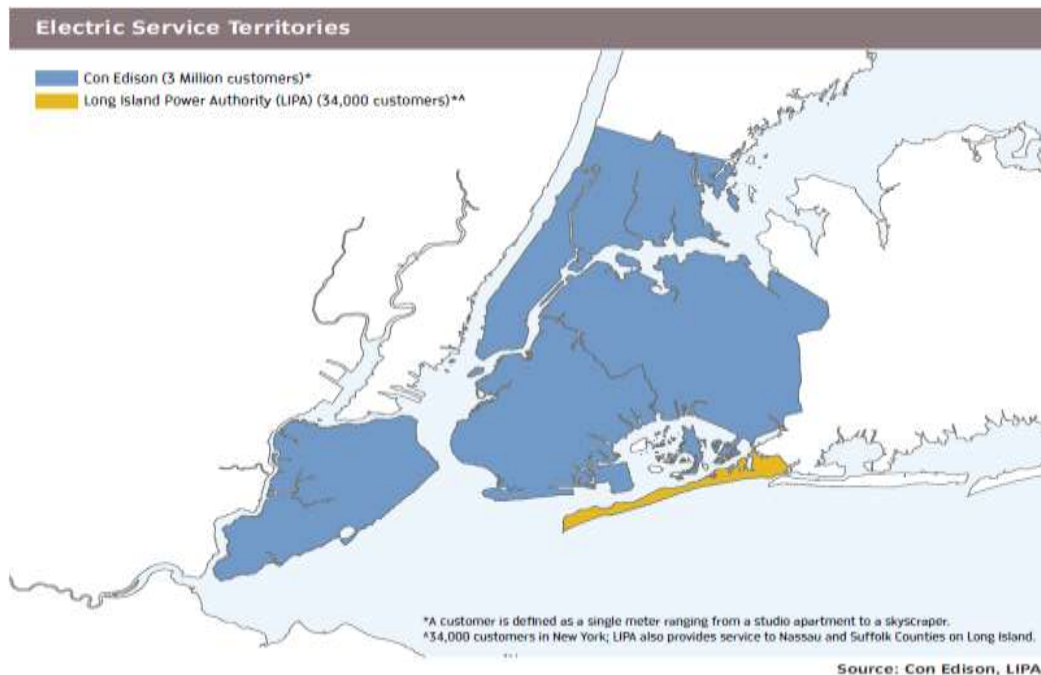 Electric Service Territories
Con Edison (3 Million customers)*
Long Island Power Authority (LIPA) (34,000 customers)*^
*A customer is defined as a single meter ranging from a studio apartment to a skyscraper.
^34,000 customers in New York; LIPA also provides service to Nassau and Suffolk Counties on Long Island.
Source: Con Edison, LIPA